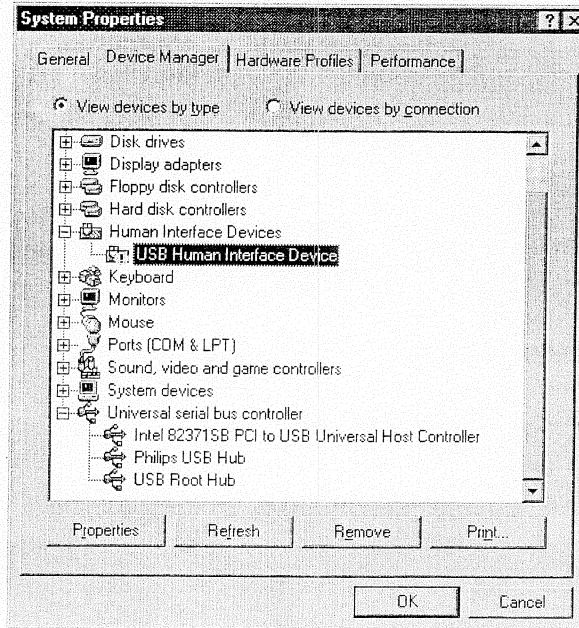 System Properties
General Device Manager Hardware Profiles Performance
View devices by type View devices by connection
Disk drives
Display adapters
Floppy disk controllers
Hard disk controllers
Human Interface Devices
USB Human Interface Device
Keyboard
Monitors
Mouse
Ports (COM & LPT)
Sound, video and game controllers
System devices
Universal serial bus controller
Intel 82371SB PCI to USB Universal Host Controller
Philips USB Hub
USB Root Hub
Properties Refresh Remove Print...
OK Cancel